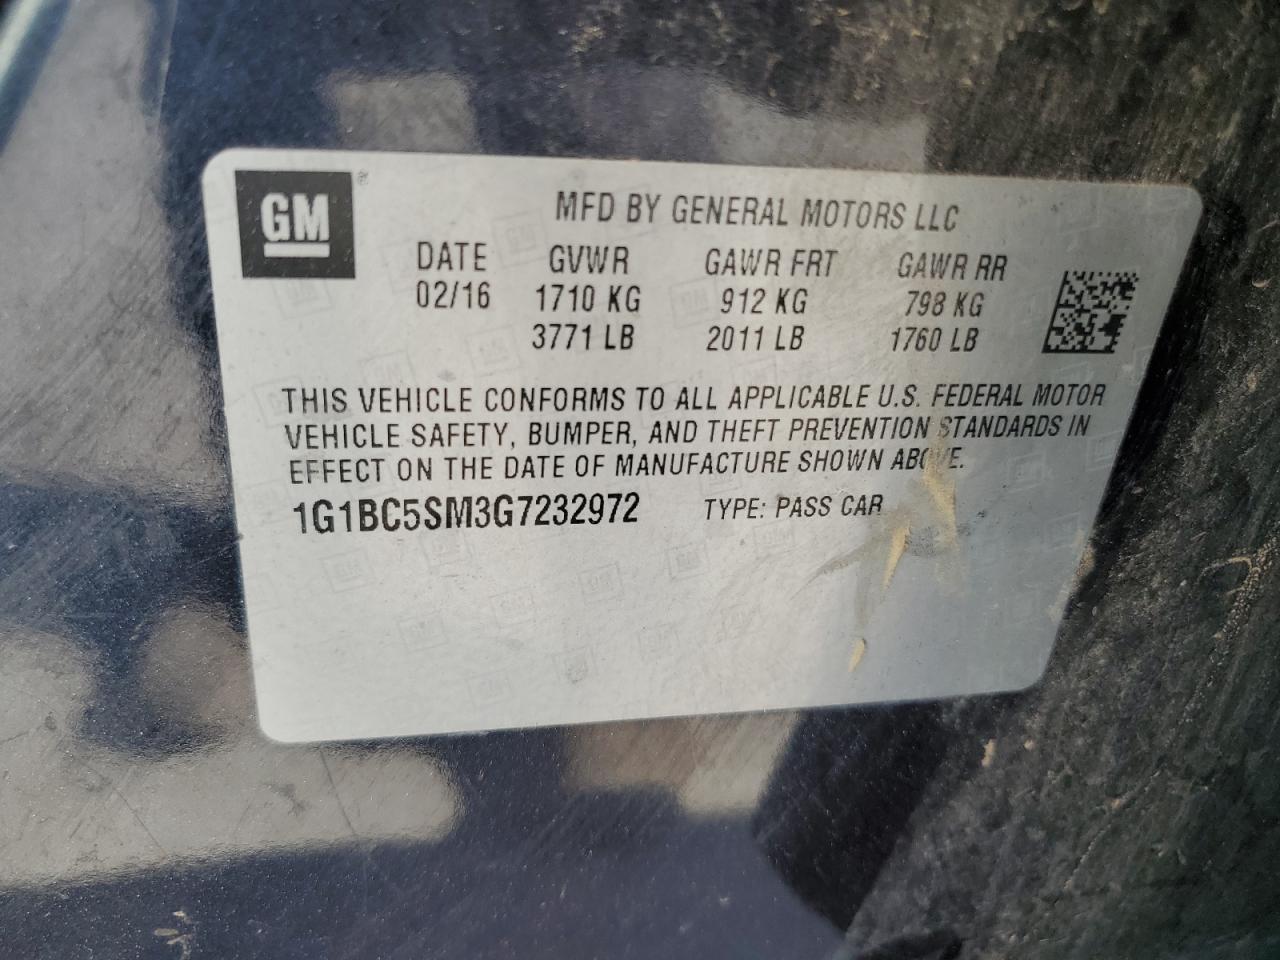 GM®
MFD BY GENERAL MOTORS LLC
DATE GVWR GAWR FRT GAWR RR
02/16 1710 KG 912 KG 798 KG
3771 LB 2011 LB 1760 LB
THIS VEHICLE CONFORMS TO ALL APPLICABLE U.S. FEDERAL MOTOR
VEHICLE SAFETY, BUMPER, AND THEFT PREVENTION STANDARDS IN
EFFECT ON THE DATE OF MANUFACTURE SHOWN ABOVE.
1G1BC5SM3G7232972 TYPE: PASS CAR